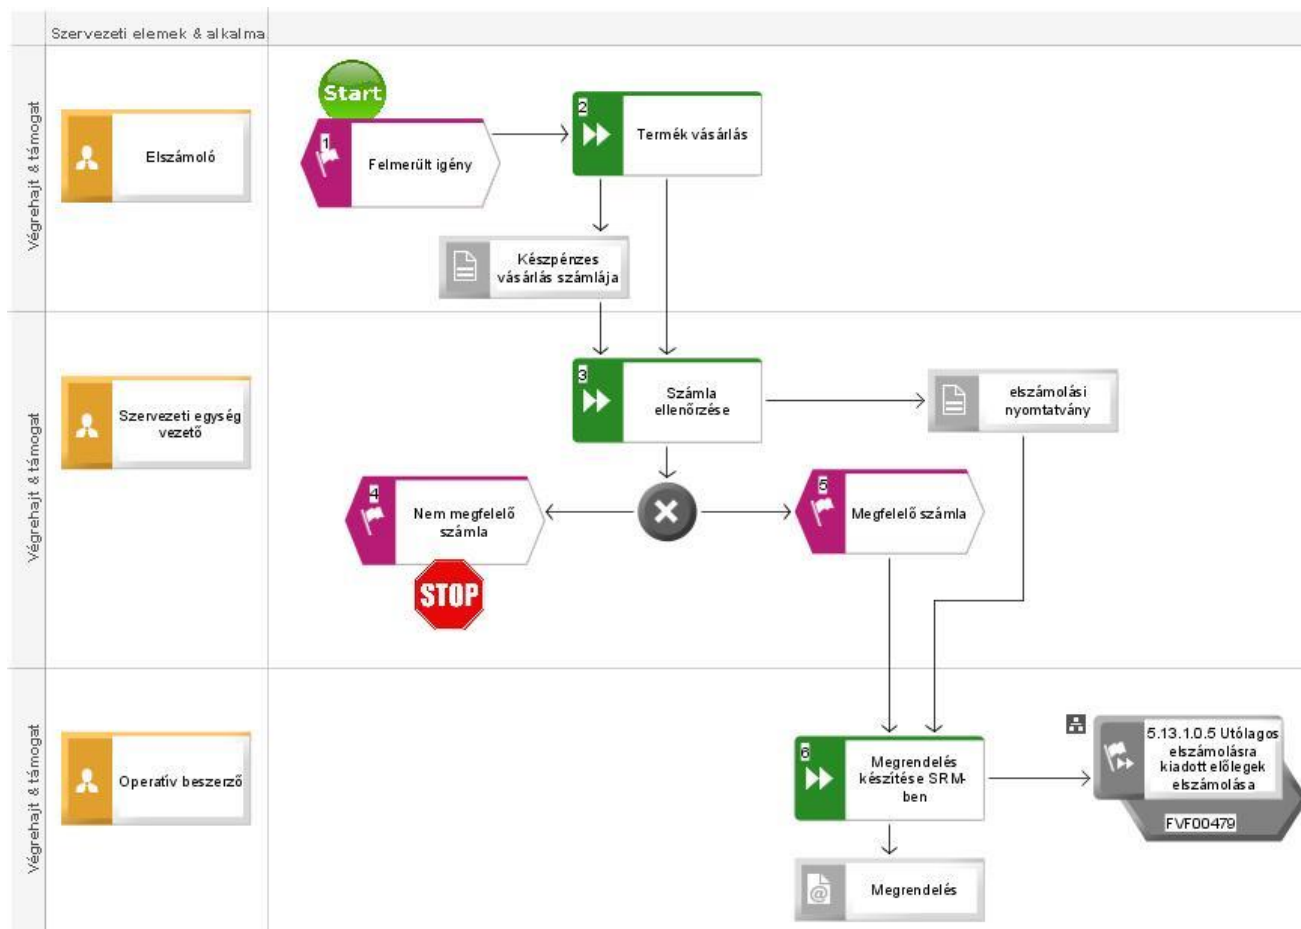 Szervezeti elemek & alkalma
Végrehajt & támogat
Elszámoló
Start
1
Felmerült igény
2
Termék vásárlás
Készpénzes
vásárlás számlája
Végrehajt & támogat
Végrehajt & támogat
Szervezeti egység
vezető
3
Számla
ellenőrzése
elszámolási
nyomtatvány
4
Nem megfelelő
számla
STOP
5
Megfelelő számla
Végrehajt & támogat
Operatív beszerző
6
Megrendelés
készítése SRM-
ben
5.13.1.0.5 Utólagos
elszámolásra
kiadott előlegek
elszámolása
FVF00479
@
Megrendelés